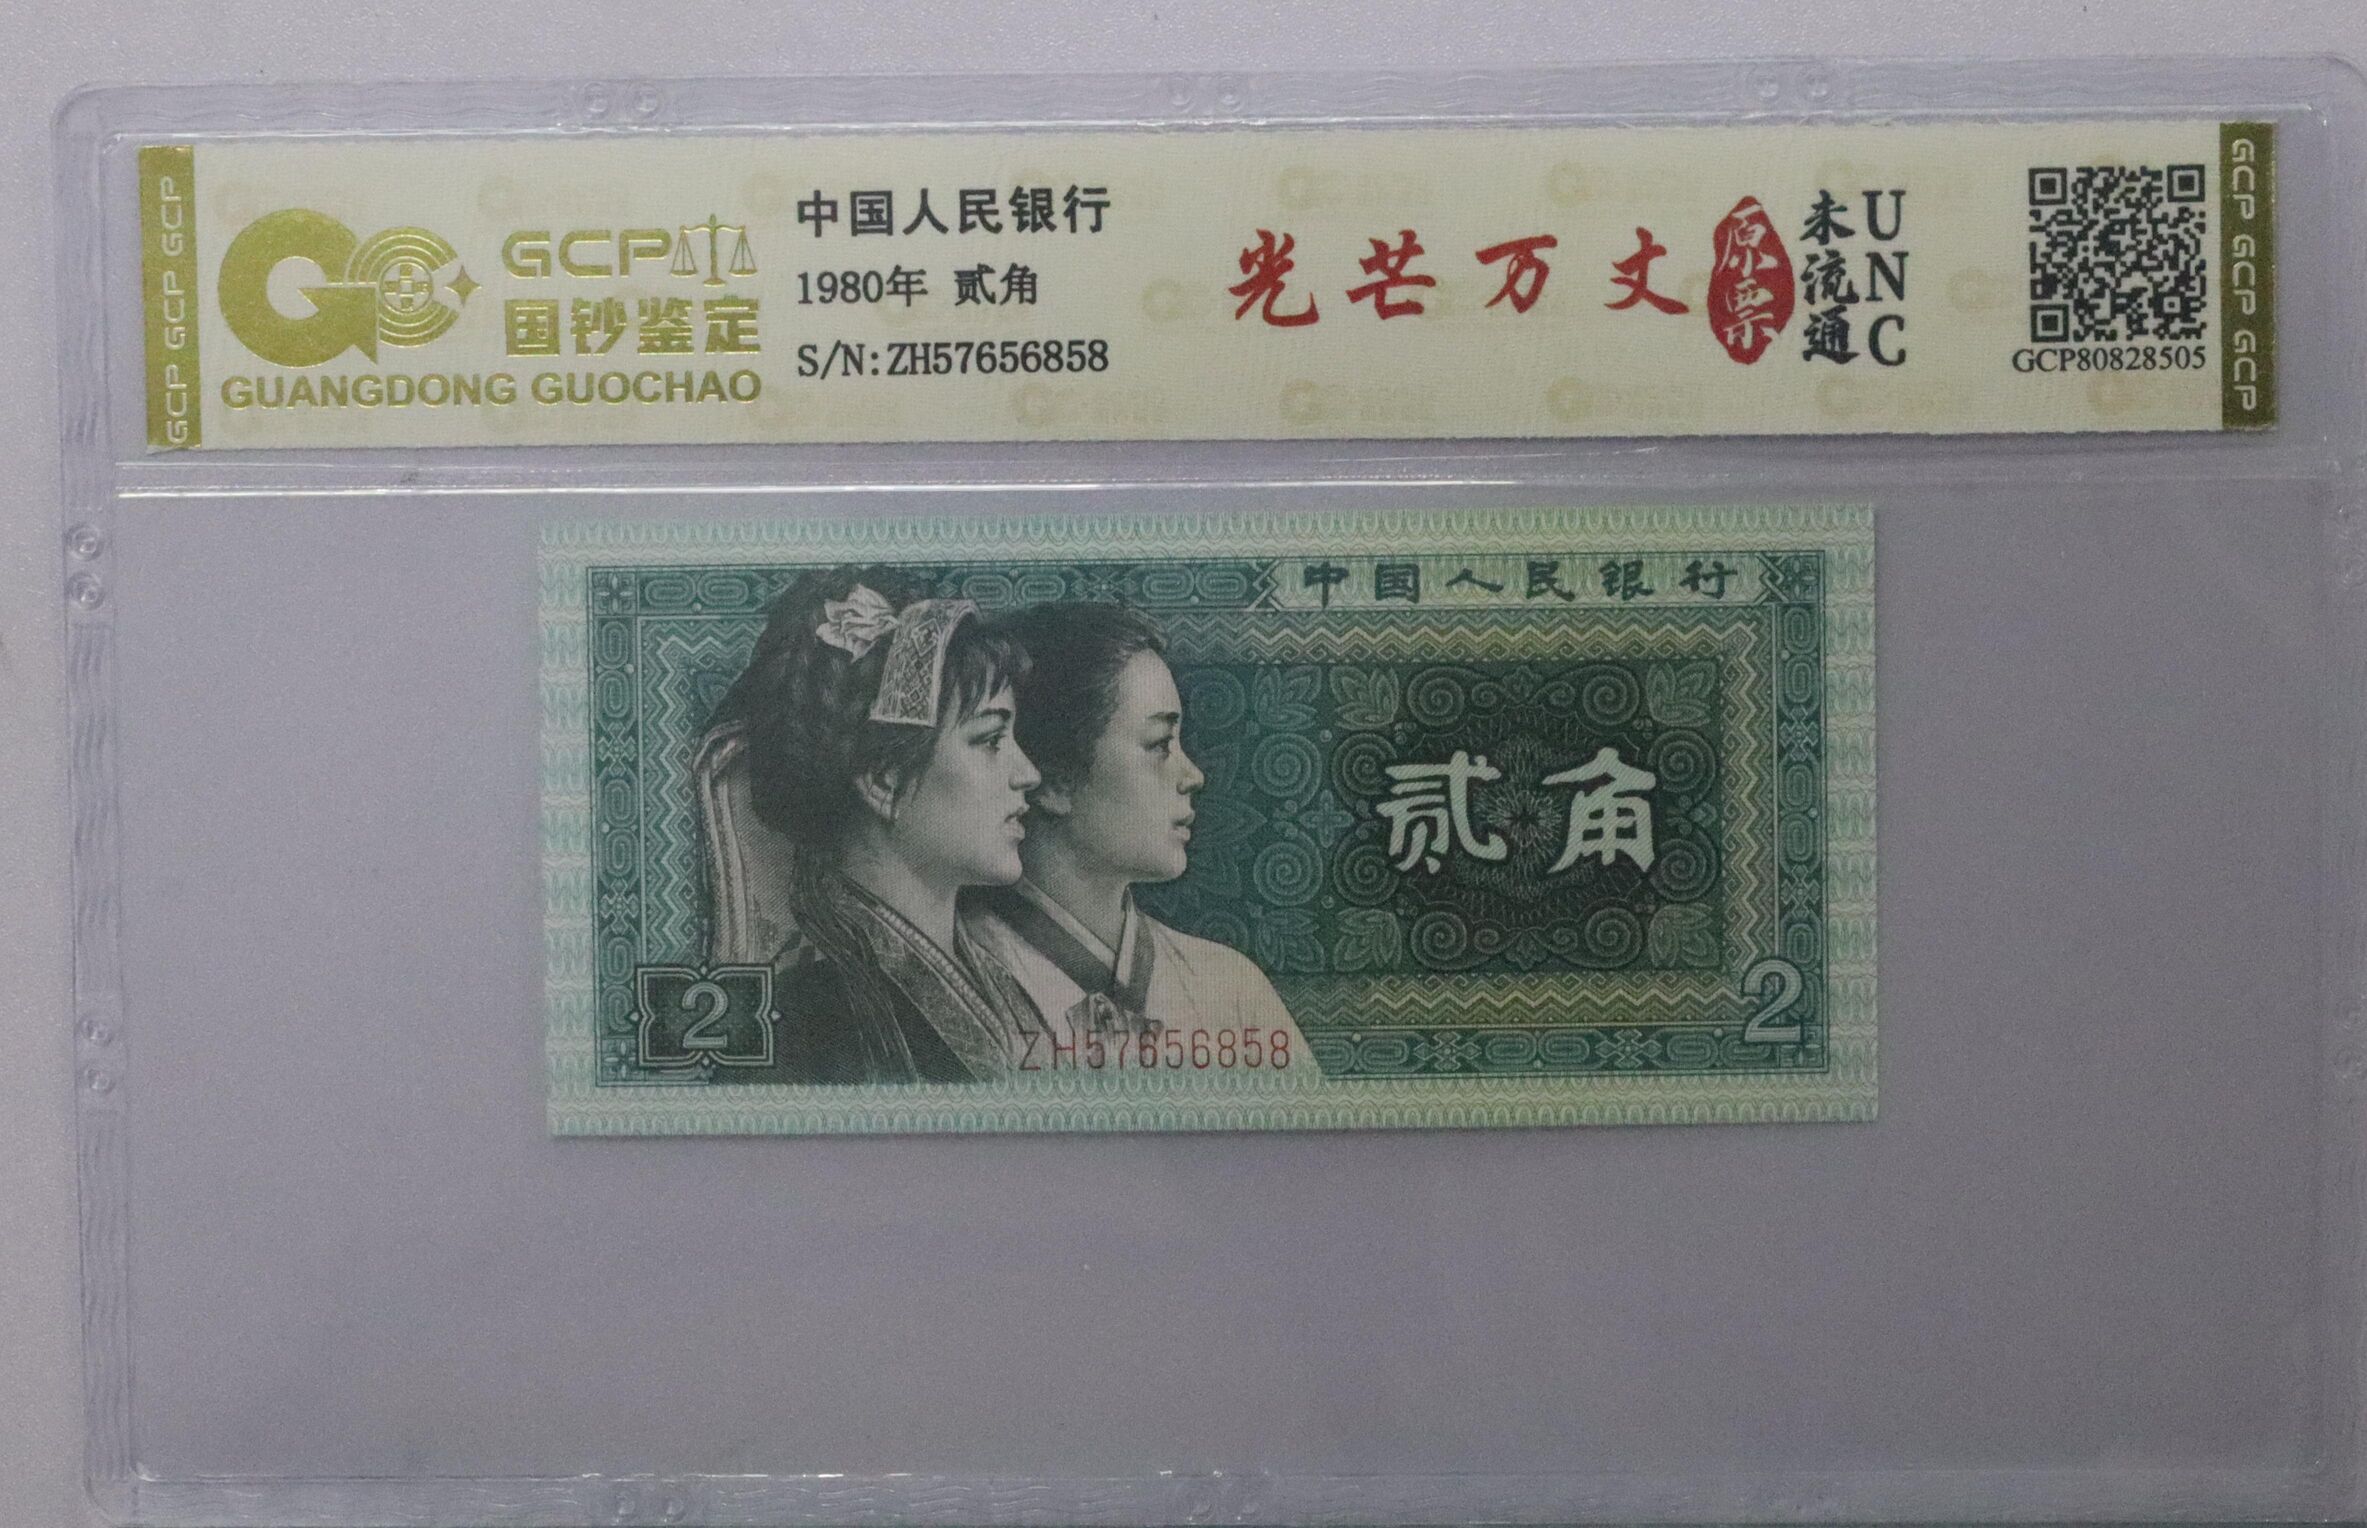 GCP GCP GCP
GCP
国钞鉴定
GUANGDONG GUOCHAO
中国人民银行
1980年 贰角
S/N:ZH57656858
光芒万丈
原票
未流通
UNC
GCP80828505
GCP GCP GCP
中国人民银行
贰角
2
2
ZH57656858